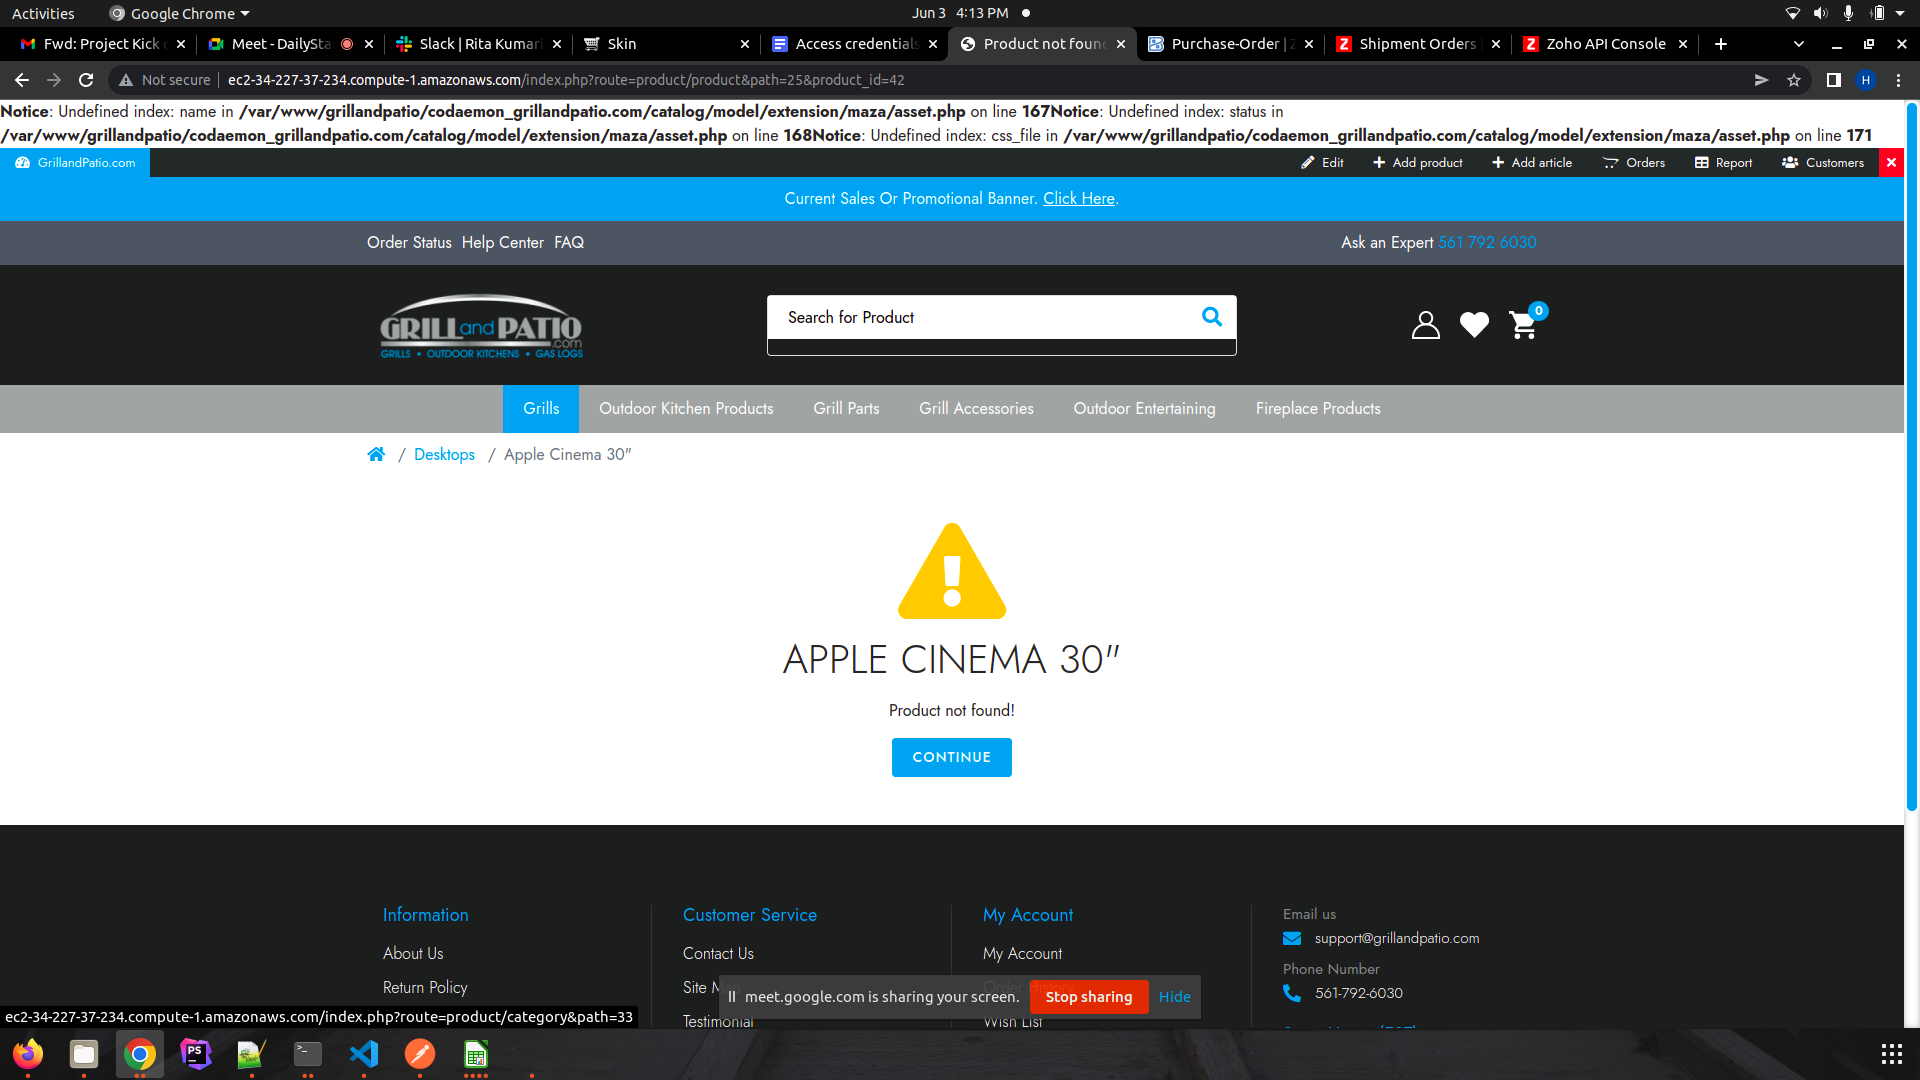 Activities Google Chrome Jun 3 4:13 PM
Fwd: Project Kick Meet - DailySta Slack | Rita Kumari Skin Access credentials Product not found Purchase-Order | Z Shipment Orders Zoho API Console
Not secure ec2-34-227-37-234.compute-1.amazonaws.com/index.php?route=product/product&path=25&product_id=42
Notice: Undefined index: name in /var/www/grillandpatio/codaemon_grillandpatio.com/catalog/model/extension/maza/asset.php on line 167Notice: Undefined index: status in
/var/www/grillandpatio/codaemon_grillandpatio.com/catalog/model/extension/maza/asset.php on line 168Notice: Undefined index: css_file in /var/www/grillandpatio/codaemon_grillandpatio.com/catalog/model/extension/maza/asset.php on line 171
GrillandPatio.com Edit Add product Add article Orders Report Customers
Current Sales Or Promotional Banner. Click Here.
Order Status Help Center FAQ Ask an Expert 561 792 6030
GRILL and PATIO .com
GRILLS • OUTDOOR KITCHENS • GAS LOGS
Search for Product
0
Grills Outdoor Kitchen Products Grill Parts Grill Accessories Outdoor Entertaining Fireplace Products
/ Desktops / Apple Cinema 30"
APPLE CINEMA 30"
Product not found!
CONTINUE
Information Customer Service My Account Email us
support@grillandpatio.com
About Us Contact Us My Account
Phone Number
Return Policy Site Map Order History 561-792-6030
meet.google.com is sharing your screen. Stop sharing Hide
ec2-34-227-37-234.compute-1.amazonaws.com/index.php?route=product/category&path=33
Testimonial Wish List